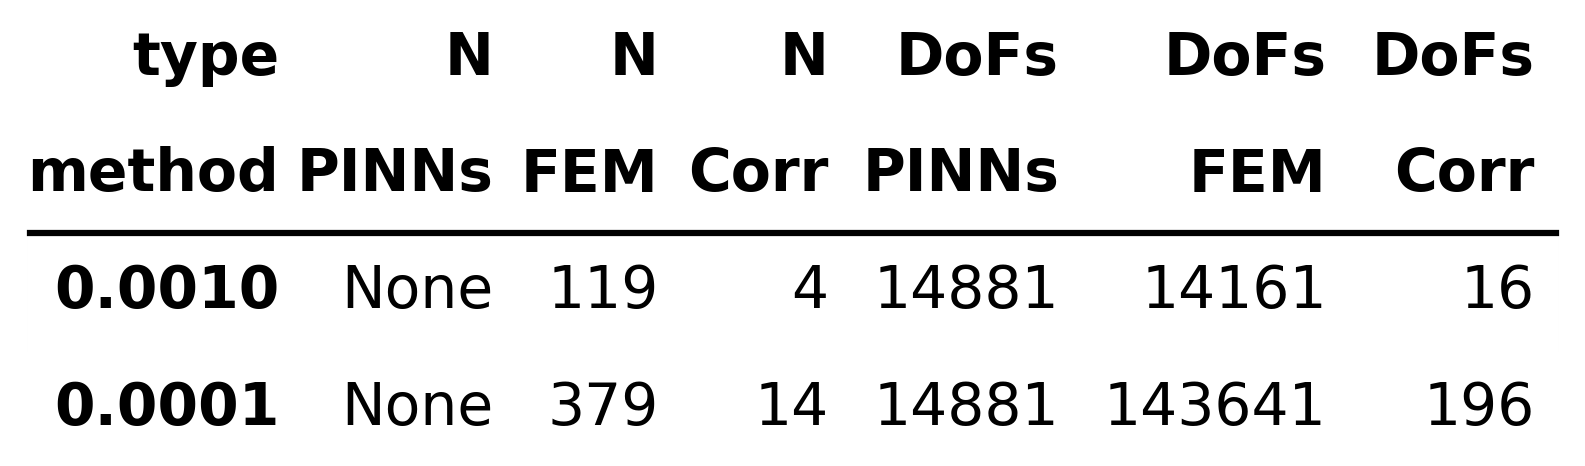 type N N N DoFs DoFs DoFs
method PINNs FEM Corr PINNs FEM Corr
0.0010 None 119 4 14881 14161 16
0.0001 None 379 14 14881 143641 196